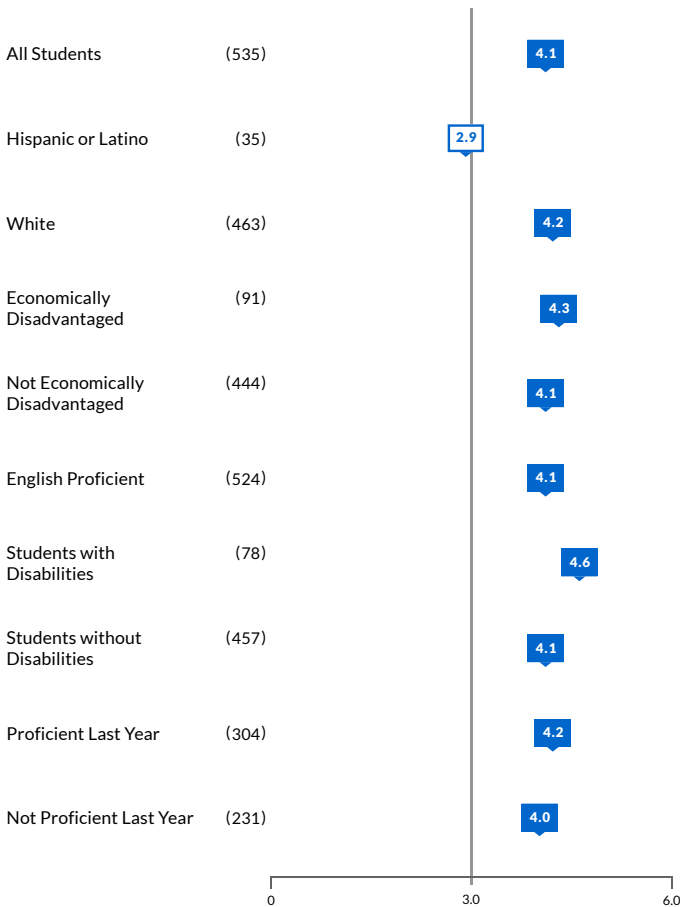 All Students (535) 4.1
Hispanic or Latino (35) 2.9
White (463) 4.2
Economically (91)
Disadvantaged 4.3
Not Economically (444)
Disadvantaged 4.1
English Proficient (524) 4.1
Students with (78)
Disabilities 4.6
Students without (457)
Disabilities 4.1
Proficient Last Year (304) 4.2
Not Proficient Last Year (231) 4.0
0 3.0 6.0